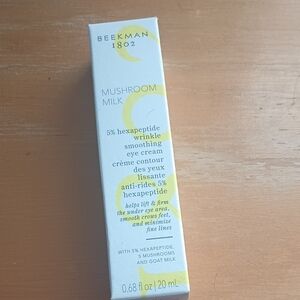 BEEKMAN
1802
MUSHROOM
MILK
5% hexapeptide
wrinkle
smoothing
eye cream
crème contour
des yeux
lissante
anti-rides 5%
hexapeptide
helps lift & firm
the under eye area,
smooth crows feet,
and minimize
fine lines
WITH 5% HEXAPEPTIDE,
5 MUSHROOMS
AND GOAT MILK
0.68 fl oz | 20 mL